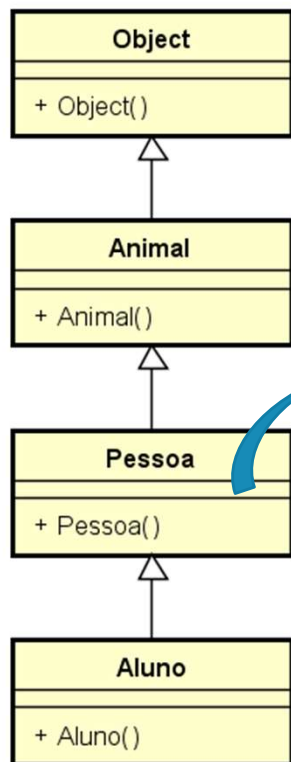 Object
+ Object()
Animal
+ Animal()
Pessoa
+ Pessoa()
Aluno
+ Aluno()